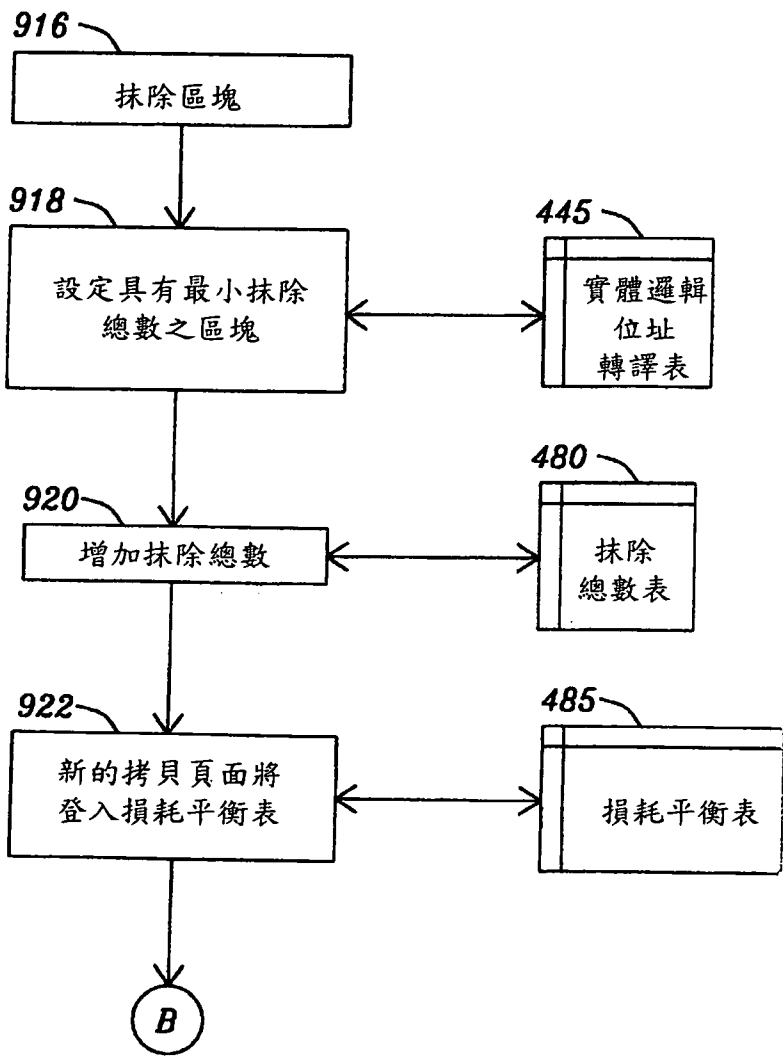 916
抹除區塊
918
設定具有最小抹除
總數之區塊
445
實體邏輯
位址
轉譯表
920
增加抹除總數
480
抹除
總數表
922
新的拷貝頁面將
登入損耗平衡表
485
損耗平衡表
B